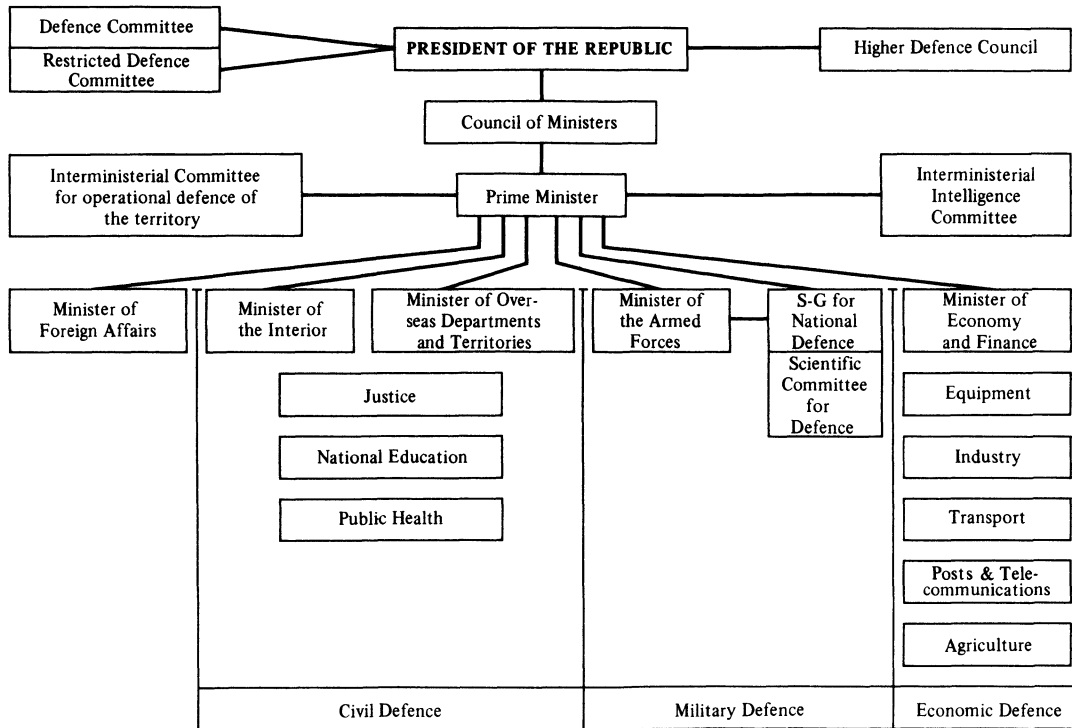 Defence Committee
Restricted Defence
Committee
PRESIDENT OF THE REPUBLIC
Higher Defence Council
Council of Ministers
Interministerial Committee
for operational defence of
the territory
Prime Minister
Interministerial
Intelligence
Committee
Minister of
Foreign Affairs
Minister of
the Interior
Minister of Over-
seas Departments
and Territories
Minister of
the Armed
Forces
S-G for
National
Defence
Scientific
Committee
for
Defence
Minister of
Economy
and Finance
Justice
National Education
Public Health
Equipment
Industry
Transport
Posts & Tele-
communications
Agriculture
Civil Defence
Military Defence
Economic Defence